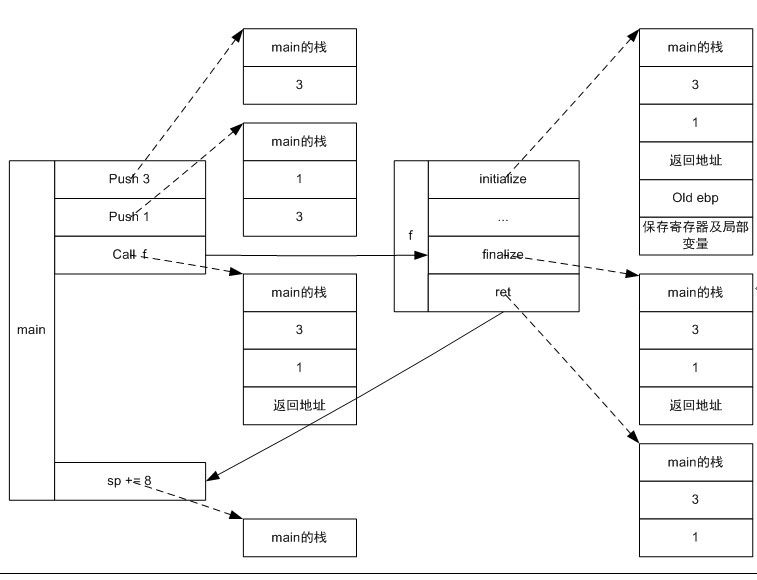 main
Push 3
Push 1
Call f
sp += 8
main的栈
3
main的栈
1
3
main的栈
3
1
返回地址
main的栈
f
initialize
...
finalize
ret
main的栈
3
1
返回地址
Old ebp
保存寄存器及局部
变量
main的栈
3
1
返回地址
main的栈
3
1